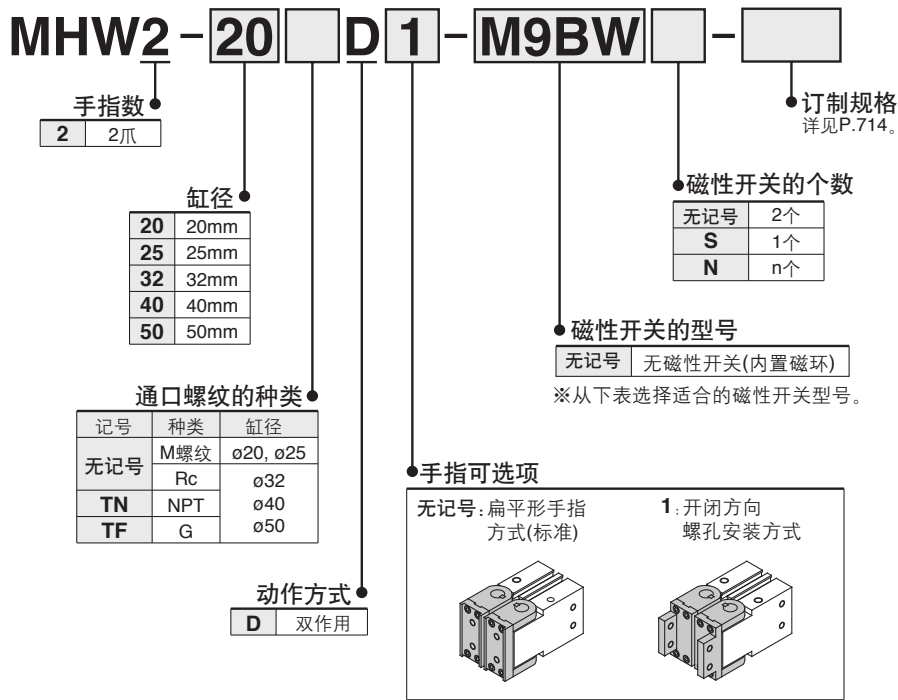 MHW2-20 D1-M9BW -
手指数
2 2爪
缸径
20 20mm
25 25mm
32 32mm
40 40mm
50 50mm
通口螺纹的种类
记号 种类 缸径
无记号 M螺纹 ø20, ø25
Rc ø32
TN NPT ø40
TF G ø50
动作方式
D 双作用
订制规格
详见P.714。
磁性开关的个数
无记号 2个
S 1个
N n个
磁性开关的型号
无记号 无磁性开关(内置磁环)
※从下表选择适合的磁性开关型号。
手指可选项
无记号:扁平形手指
方式(标准)
1:开闭方向
螺孔安装方式